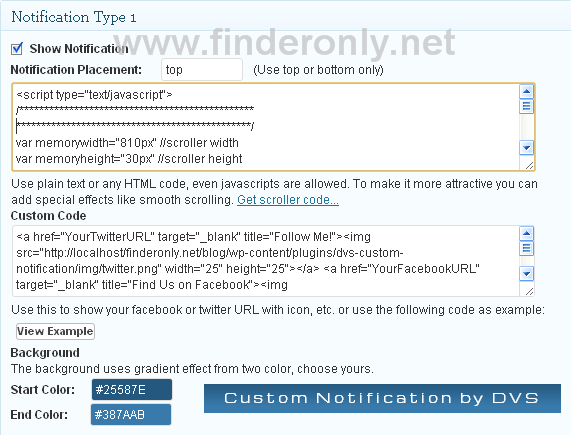 Notification Type 1
www.finderonly.net
Show Notification
Notification Placement: top (Use top or bottom only)
<script type="text/javascript">
/**********************************************
***********************************************/
var memorywidth="810px" //scroller width
var memoryheight="30px" //scroller height
Use plain text or any HTML code, even javascripts are allowed. To make it more attractive you can
add special effects like smooth scrolling. Get scroller code...
Custom Code
<a href="YourTwitterURL" target="_blank" title="Follow Me!"><img
src="http://localhost/finderonly.net/blog/wp-content/plugins/dvs-custom-
notification/img/twitter.png" width="25" height="25"></a> <a href="YourFacebookURL"
target="_blank" title="Find Us on Facebook"><img
Use this to show your facebook or twitter URL with icon, etc. or use the following code as example:
View Example
Background
The background uses gradient effect from two color, choose yours.
Start Color: #25587E
Custom Notification by DVS
End Color: #387AAB